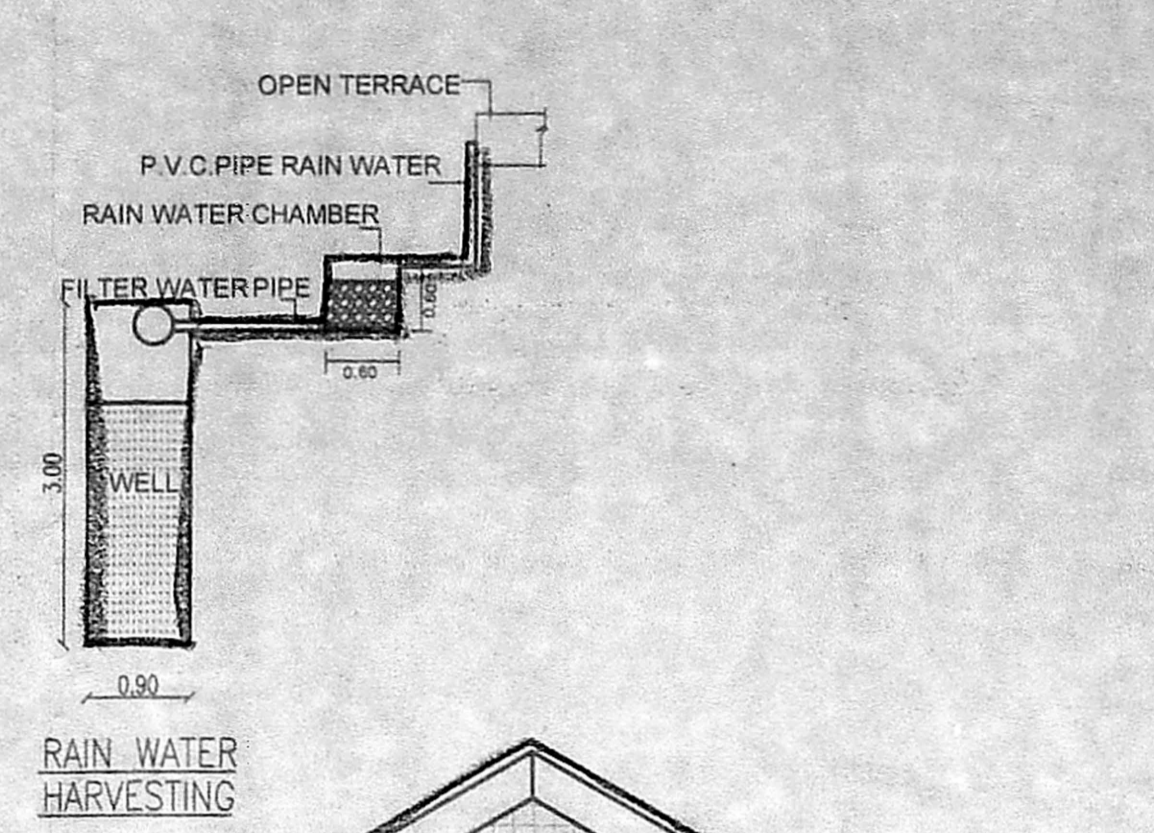 OPEN TERRACE
P.V.C.PIPE RAIN WATER
RAIN WATER CHAMBER
FILTER WATER PIPE
0.60
0.60
3.00
WELL
0.90
RAIN WATER
HARVESTING